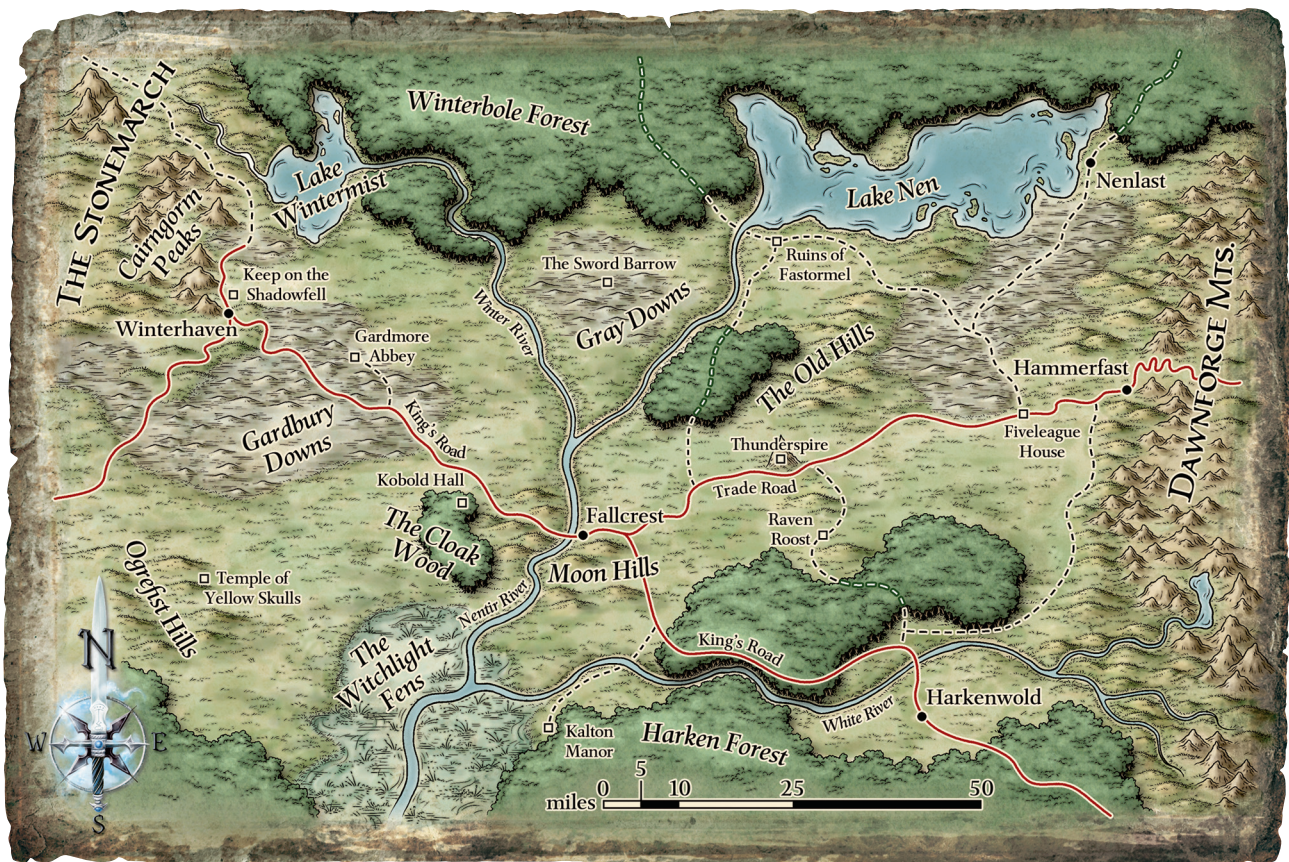 THE STONEMARCH
Winterbole Forest
Lake
Wintermist
Lake Nen
Nenlast
Cairngorm
Peaks
Keep on the
Shadowfell
The Sword Barrow
Ruins of
Fastormel
Gray Downs
Winter River
Winterhaven
Gardmore
Abbey
The Old Hills
Hammerfast
DAWNFORGE MTS.
Gardbury
Downs
King's Road
Fiveleague
House
Thunderspire
Trade Road
Kobold Hall
Fallcrest
Raven
Roost
The Cloak
Wood
Moon Hills
Ogrefist Hills
Temple of
Yellow Skulls
Nentir River
The
Witchlight
Fens
King's Road
White River
Harkenwold
Kalton
Manor
Harken Forest
N
W
E
S
miles 0 5 10 25 50